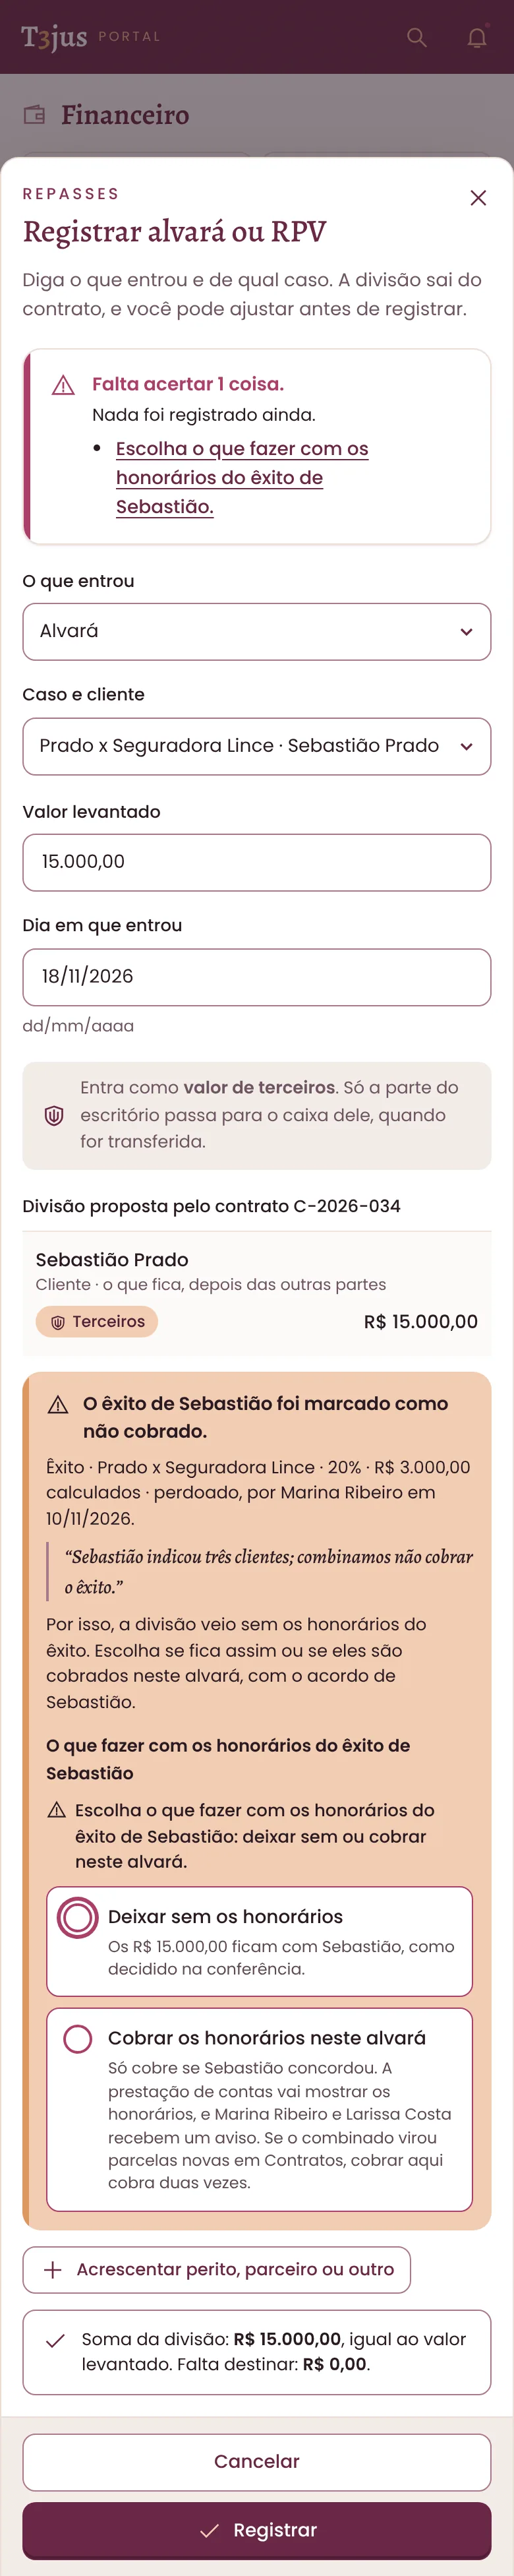 T3jus PORTAL
Financeiro
REPASSES
Registrar alvará ou RPV
Diga o que entrou e de qual caso. A divisão sai do
contrato, e você pode ajustar antes de registrar.
Falta acertar 1 coisa.
Nada foi registrado ainda.
• Escolha o que fazer com os
honorários do êxito de
Sebastião.
O que entrou
Alvará
Caso e cliente
Prado x Seguradora Lince · Sebastião Prado
Valor levantado
15.000,00
Dia em que entrou
18/11/2026
dd/mm/aaaa
Entra como valor de terceiros. Só a parte do
escritório passa para o caixa dele, quando
for transferida.
Divisão proposta pelo contrato C-2026-034
Sebastião Prado
Cliente · o que fica, depois das outras partes
Terceiros R$ 15.000,00
O êxito de Sebastião foi marcado como
não cobrado.
Êxito · Prado x Seguradora Lince · 20% · R$ 3.000,00
calculados · perdoado, por Marina Ribeiro em
10/11/2026.
“Sebastião indicou três clientes; combinamos não cobrar
o êxito.”
Por isso, a divisão veio sem os honorários do
êxito. Escolha se fica assim ou se eles são
cobrados neste alvará, com o acordo de
Sebastião.
O que fazer com os honorários do êxito de
Sebastião
Escolha o que fazer com os honorários do
êxito de Sebastião: deixar sem ou cobrar
neste alvará.
Deixar sem os honorários
Os R$ 15.000,00 ficam com Sebastião, como
decidido na conferência.
Cobrar os honorários neste alvará
Só cobre se Sebastião concordou. A
prestação de contas vai mostrar os
honorários, e Marina Ribeiro e Larissa Costa
recebem um aviso. Se o combinado virou
parcelas novas em Contratos, cobrar aqui
cobra duas vezes.
Acrescentar perito, parceiro ou outro
Soma da divisão: R$ 15.000,00, igual ao valor
levantado. Falta destinar: R$ 0,00.
Cancelar
Registrar